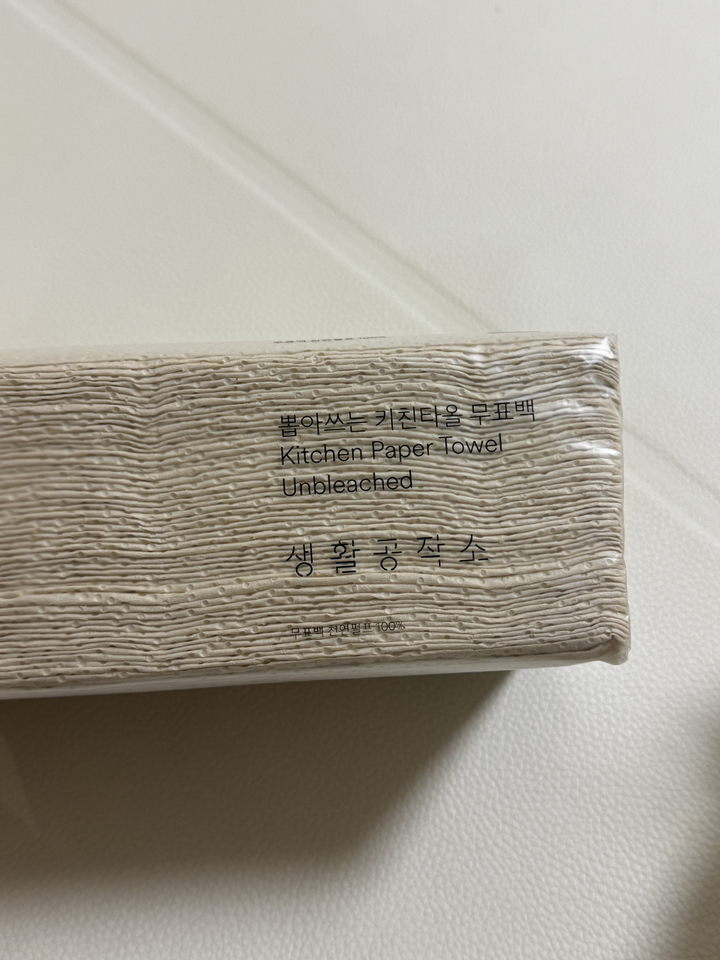 뽑아쓰는 키친타올 무표백
Kitchen Paper Towel
Unbleached
생활공작소
무표백 천연펄프 100%